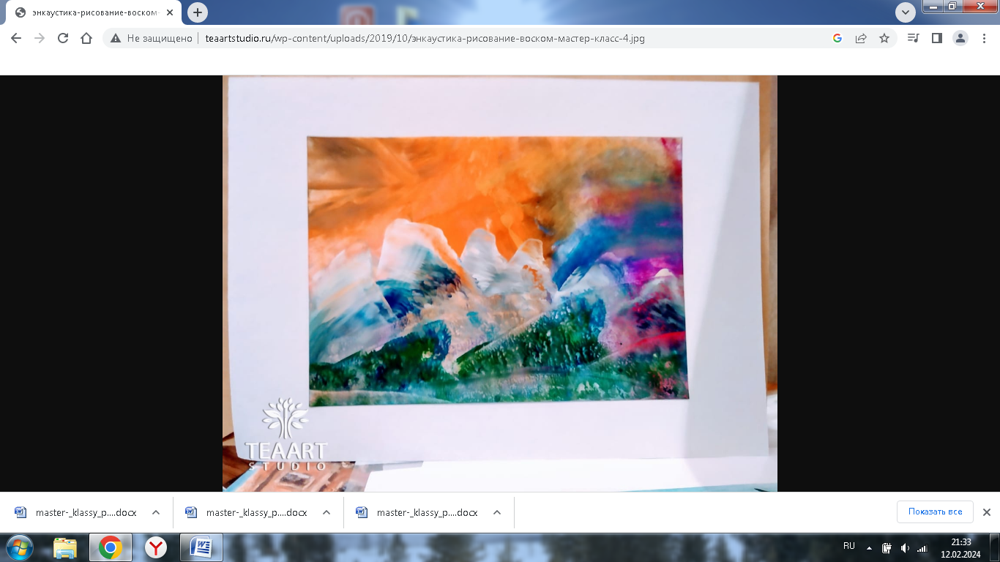 энкаустика-рисование-воском-
Не защищено
teaartstudio.ru/wp-content/uploads/2019/10/энкаустика-рисование-воском-мастер-класс-4.jpg
TEAART
STUDIO
master-_klassy_p....docx
master-_klassy_p....docx
master-_klassy_p....docx
Показать все
RU
21:33
12.02.2024